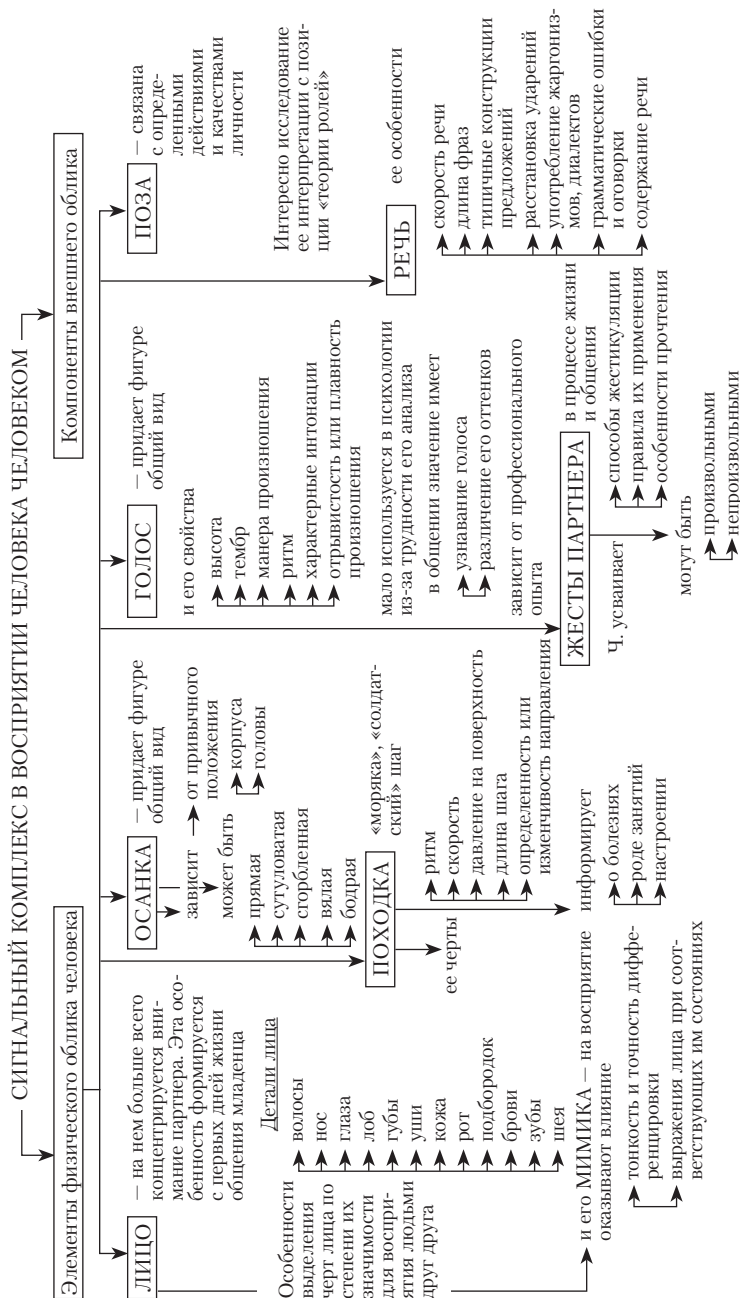 СИГНАЛЬНЫЙ КОМПЛЕКС В ВОСПРИЯТИИ ЧЕЛОВЕКА ЧЕЛОВЕКОМ
Элементы физического облика человека
Компоненты внешнего облика
ЛИЦО
— на нем больше всего
концентрируется вни-
мание партнера. Эта осо-
бенность формируется
с первых дней жизни
общения младенца
Особенности
выделения
черт лица по
степени их
значимости
для воспри-
ятия людьми
друг друга
Детали лица
волосы
нос
глаза
лоб
губы
уши
кожа
рот
подбородок
брови
зубы
шея
и его МИМИКА — на восприятие
оказывают влияние
тонкость и точность диффе-
ренцировки
выражения лица при соот-
ветствующих им состояниях
ОСАНКА
— придает фигуре
общий вид
зависит
от привычного
положения
корпуса
головы
может быть
прямая
сутуловатая
сгорбленная
вялая
бодрая
ПОХОДКА
«моряка», «солдат-
ский» шаг
ее черты
ритм
скорость
давление на поверхность
длина шага
определенность или
изменчивость направления
информирует
о болезнях
роде занятий
настроении
ГОЛОС
— придает фигуре
общий вид
и его свойства
высота
тембр
манера произношения
ритм
характерные интонации
отрывистость или плавность
произношения
мало используется в психологии
из-за трудности его анализа
в общении значение имеет
узнавание голоса
различение его оттенков
зависит от профессионального
опыта
ЖЕСТЫ ПАРТНЕРА
в процессе жизни
и общения
Ч. усваивает
способы жестикуляции
правила их применения
особенности прочтения
могут быть
произвольными
непроизвольными
ПОЗА
— связана
с опреде-
ленными
действиями
и качествами
личности
Интересно исследование
ее интерпретации с пози-
ции «теории ролей»
РЕЧЬ
ее особенности
скорость речи
длина фраз
типичные конструкции
предложений
расстановка ударений
употребление жаргониз-
мов, диалектов
грамматические ошибки
и оговорки
содержание речи